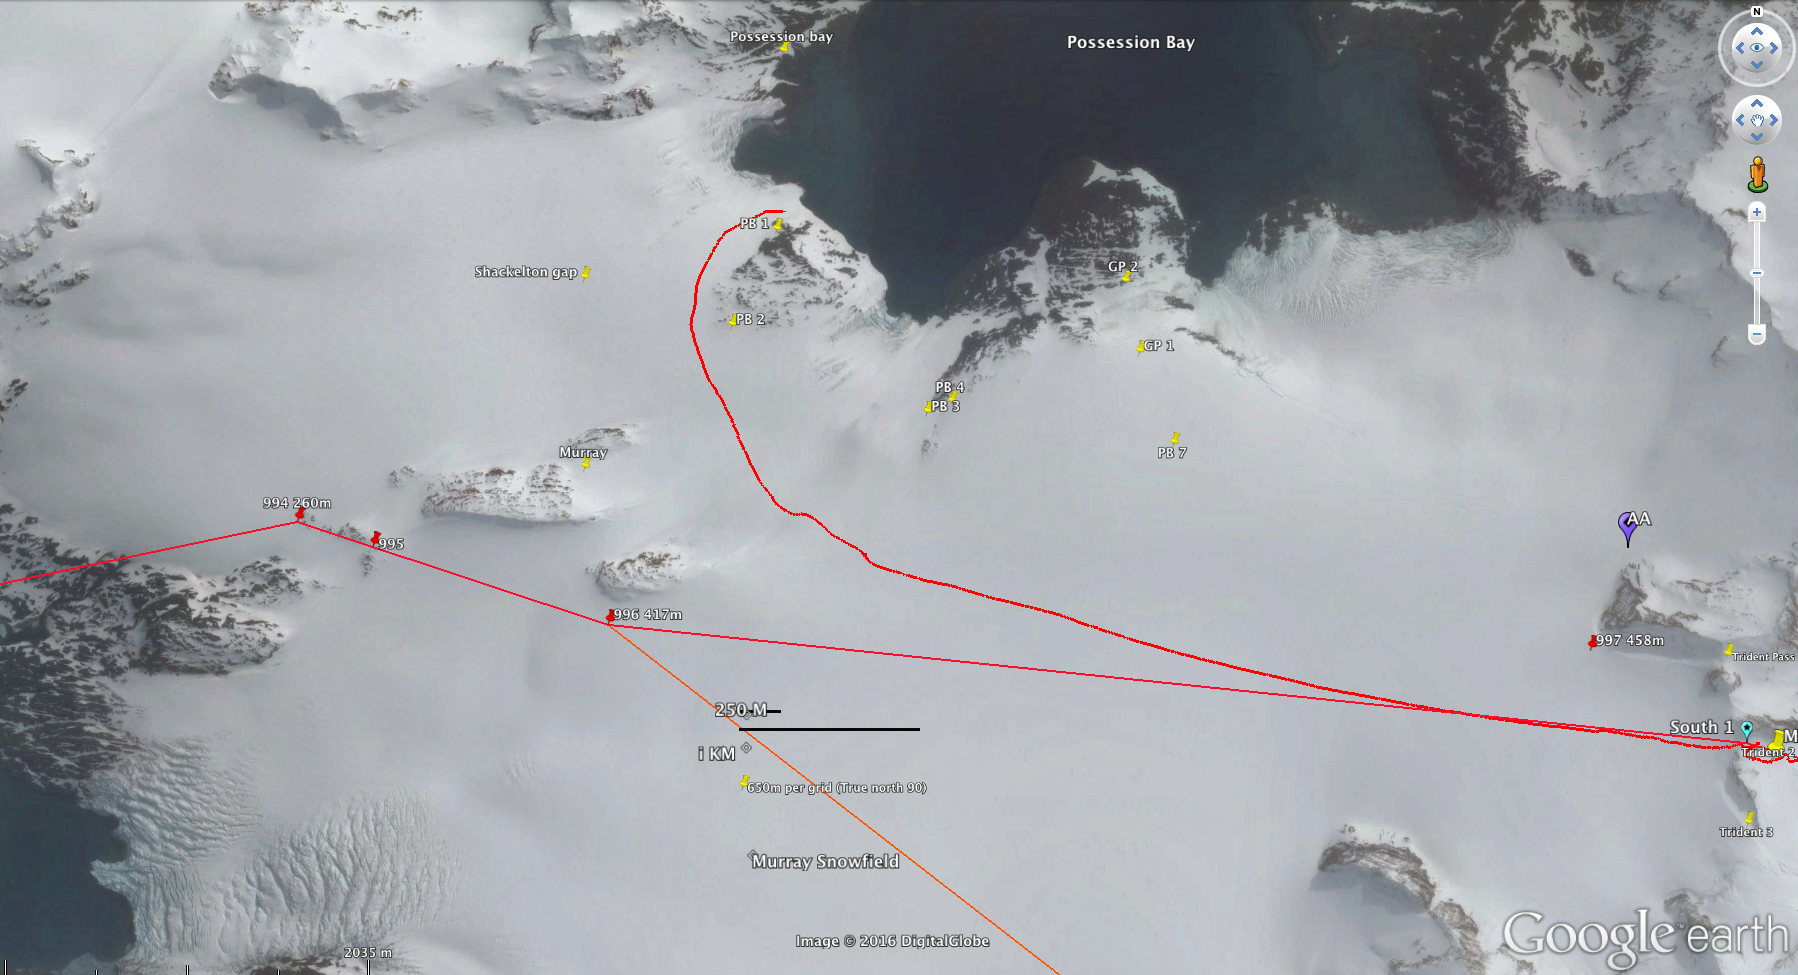 N
Possession bay
Possession Bay
PB 1
Shackelton gap
GP 2
PB 2
GP 1
PB 4
PB 3
Murray
PB 7
994 260m
995
AA
996 417m
997 458m
Trident Pass
250 M
South 1
M
i KM
Trident 2
650m per grid (True north 90)
Trident 3
Murray Snowfield
Image © 2016 DigitalGlobe
Google earth
2035 m